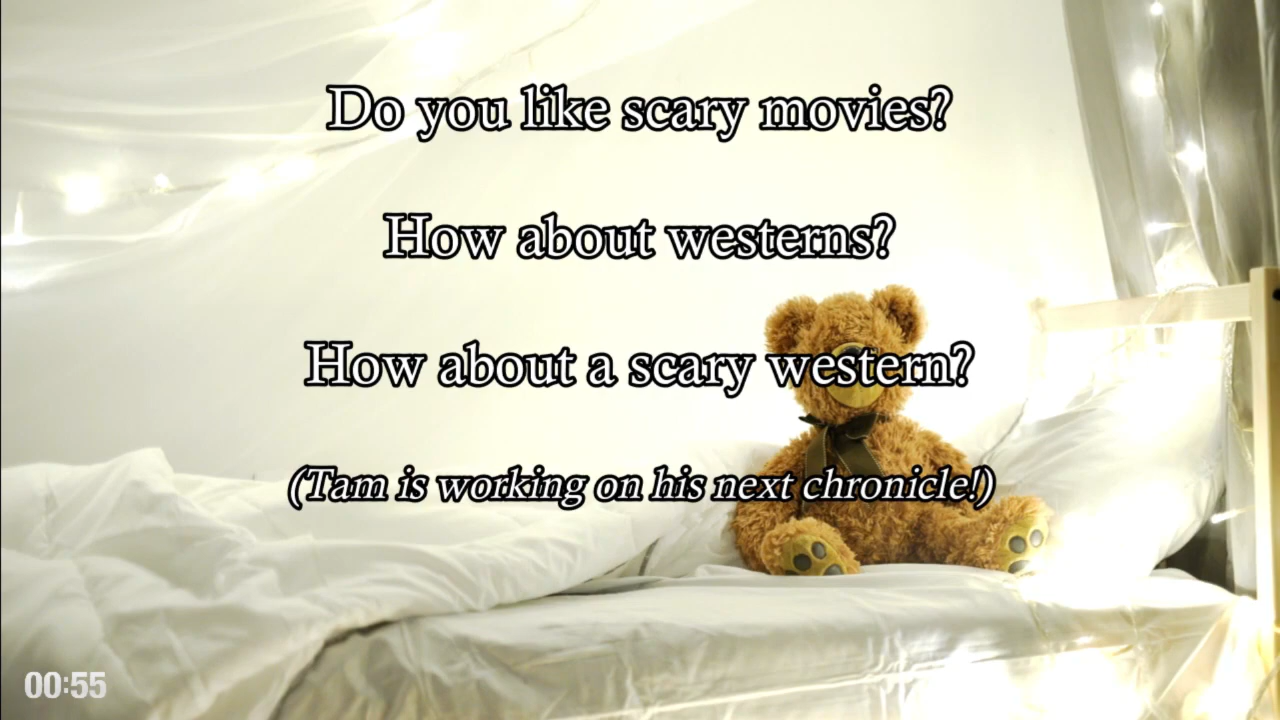 Do you like scary movies?
How about westerns?
How about a scary western?
(Tam is working on his next chronicle!)
00:55